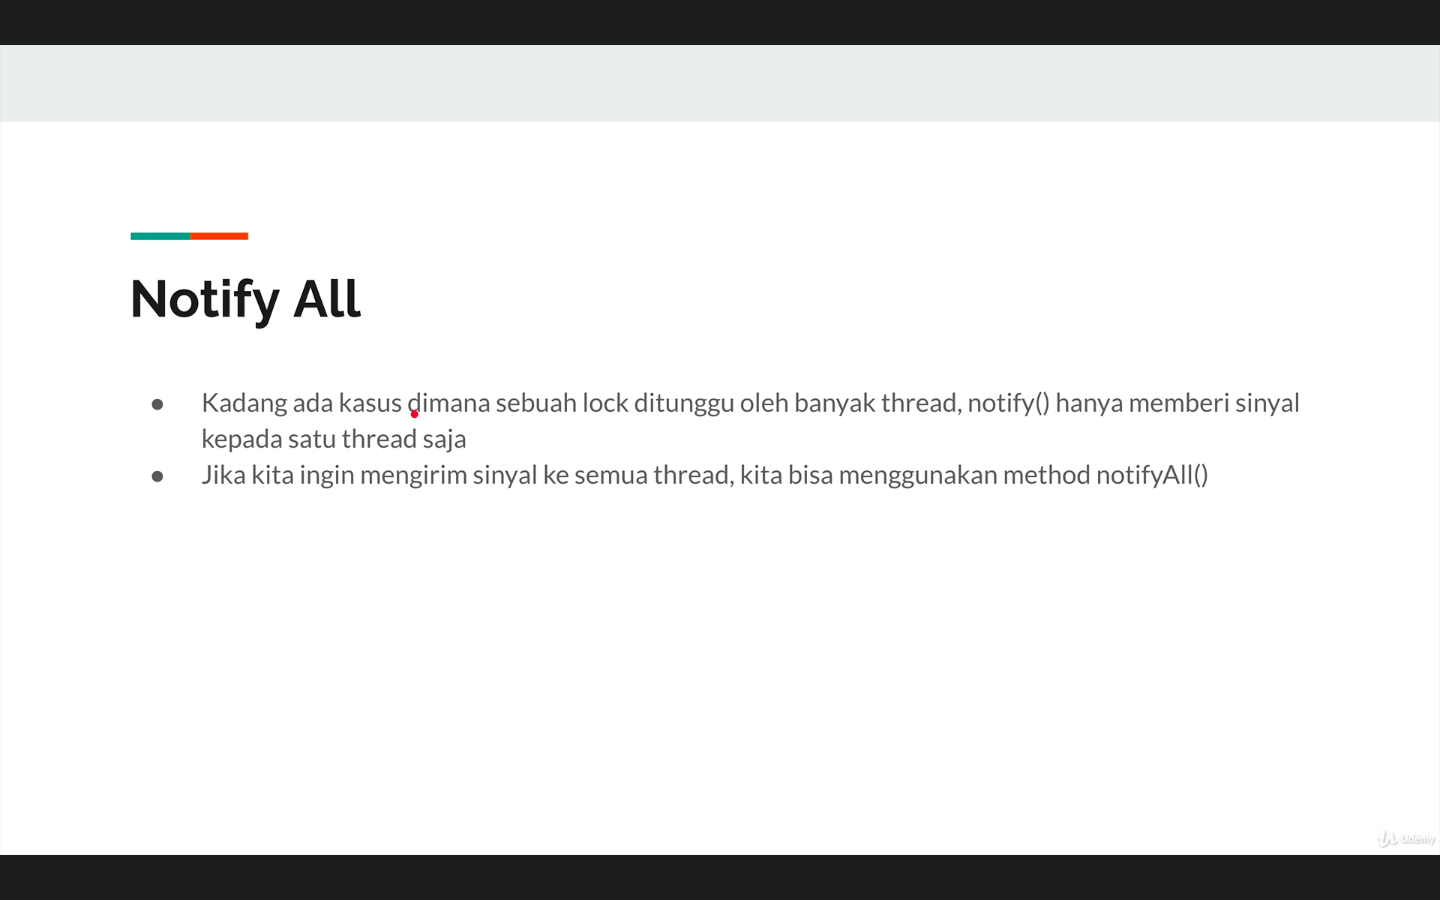 Notify All
● Kadang ada kasus dimana sebuah lock ditunggu oleh banyak thread, notify() hanya memberi sinyal
kepada satu thread saja
● Jika kita ingin mengirim sinyal ke semua thread, kita bisa menggunakan method notifyAll()
Udemy